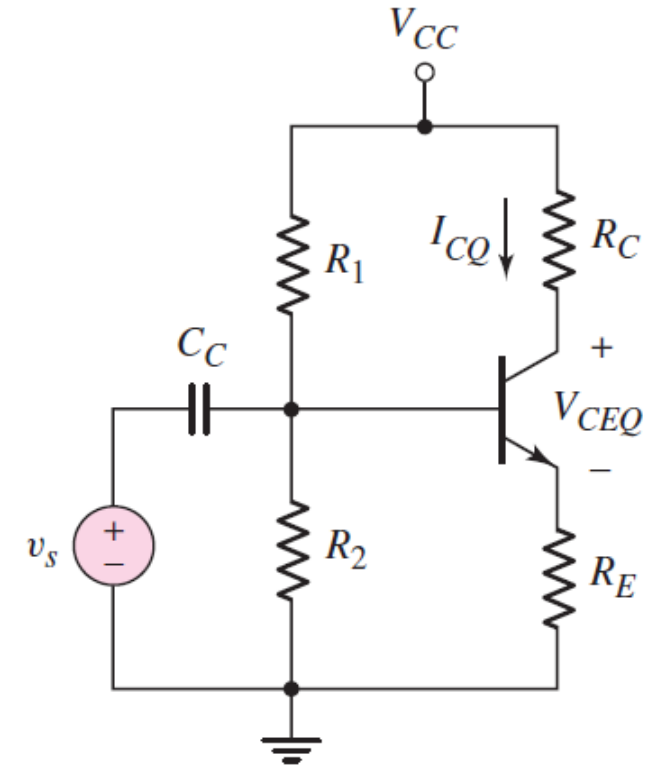 V_CC
I_CQ
R_C
R_1
C_C
+
V_CEQ
−
+
−
v_s
R_2
R_E